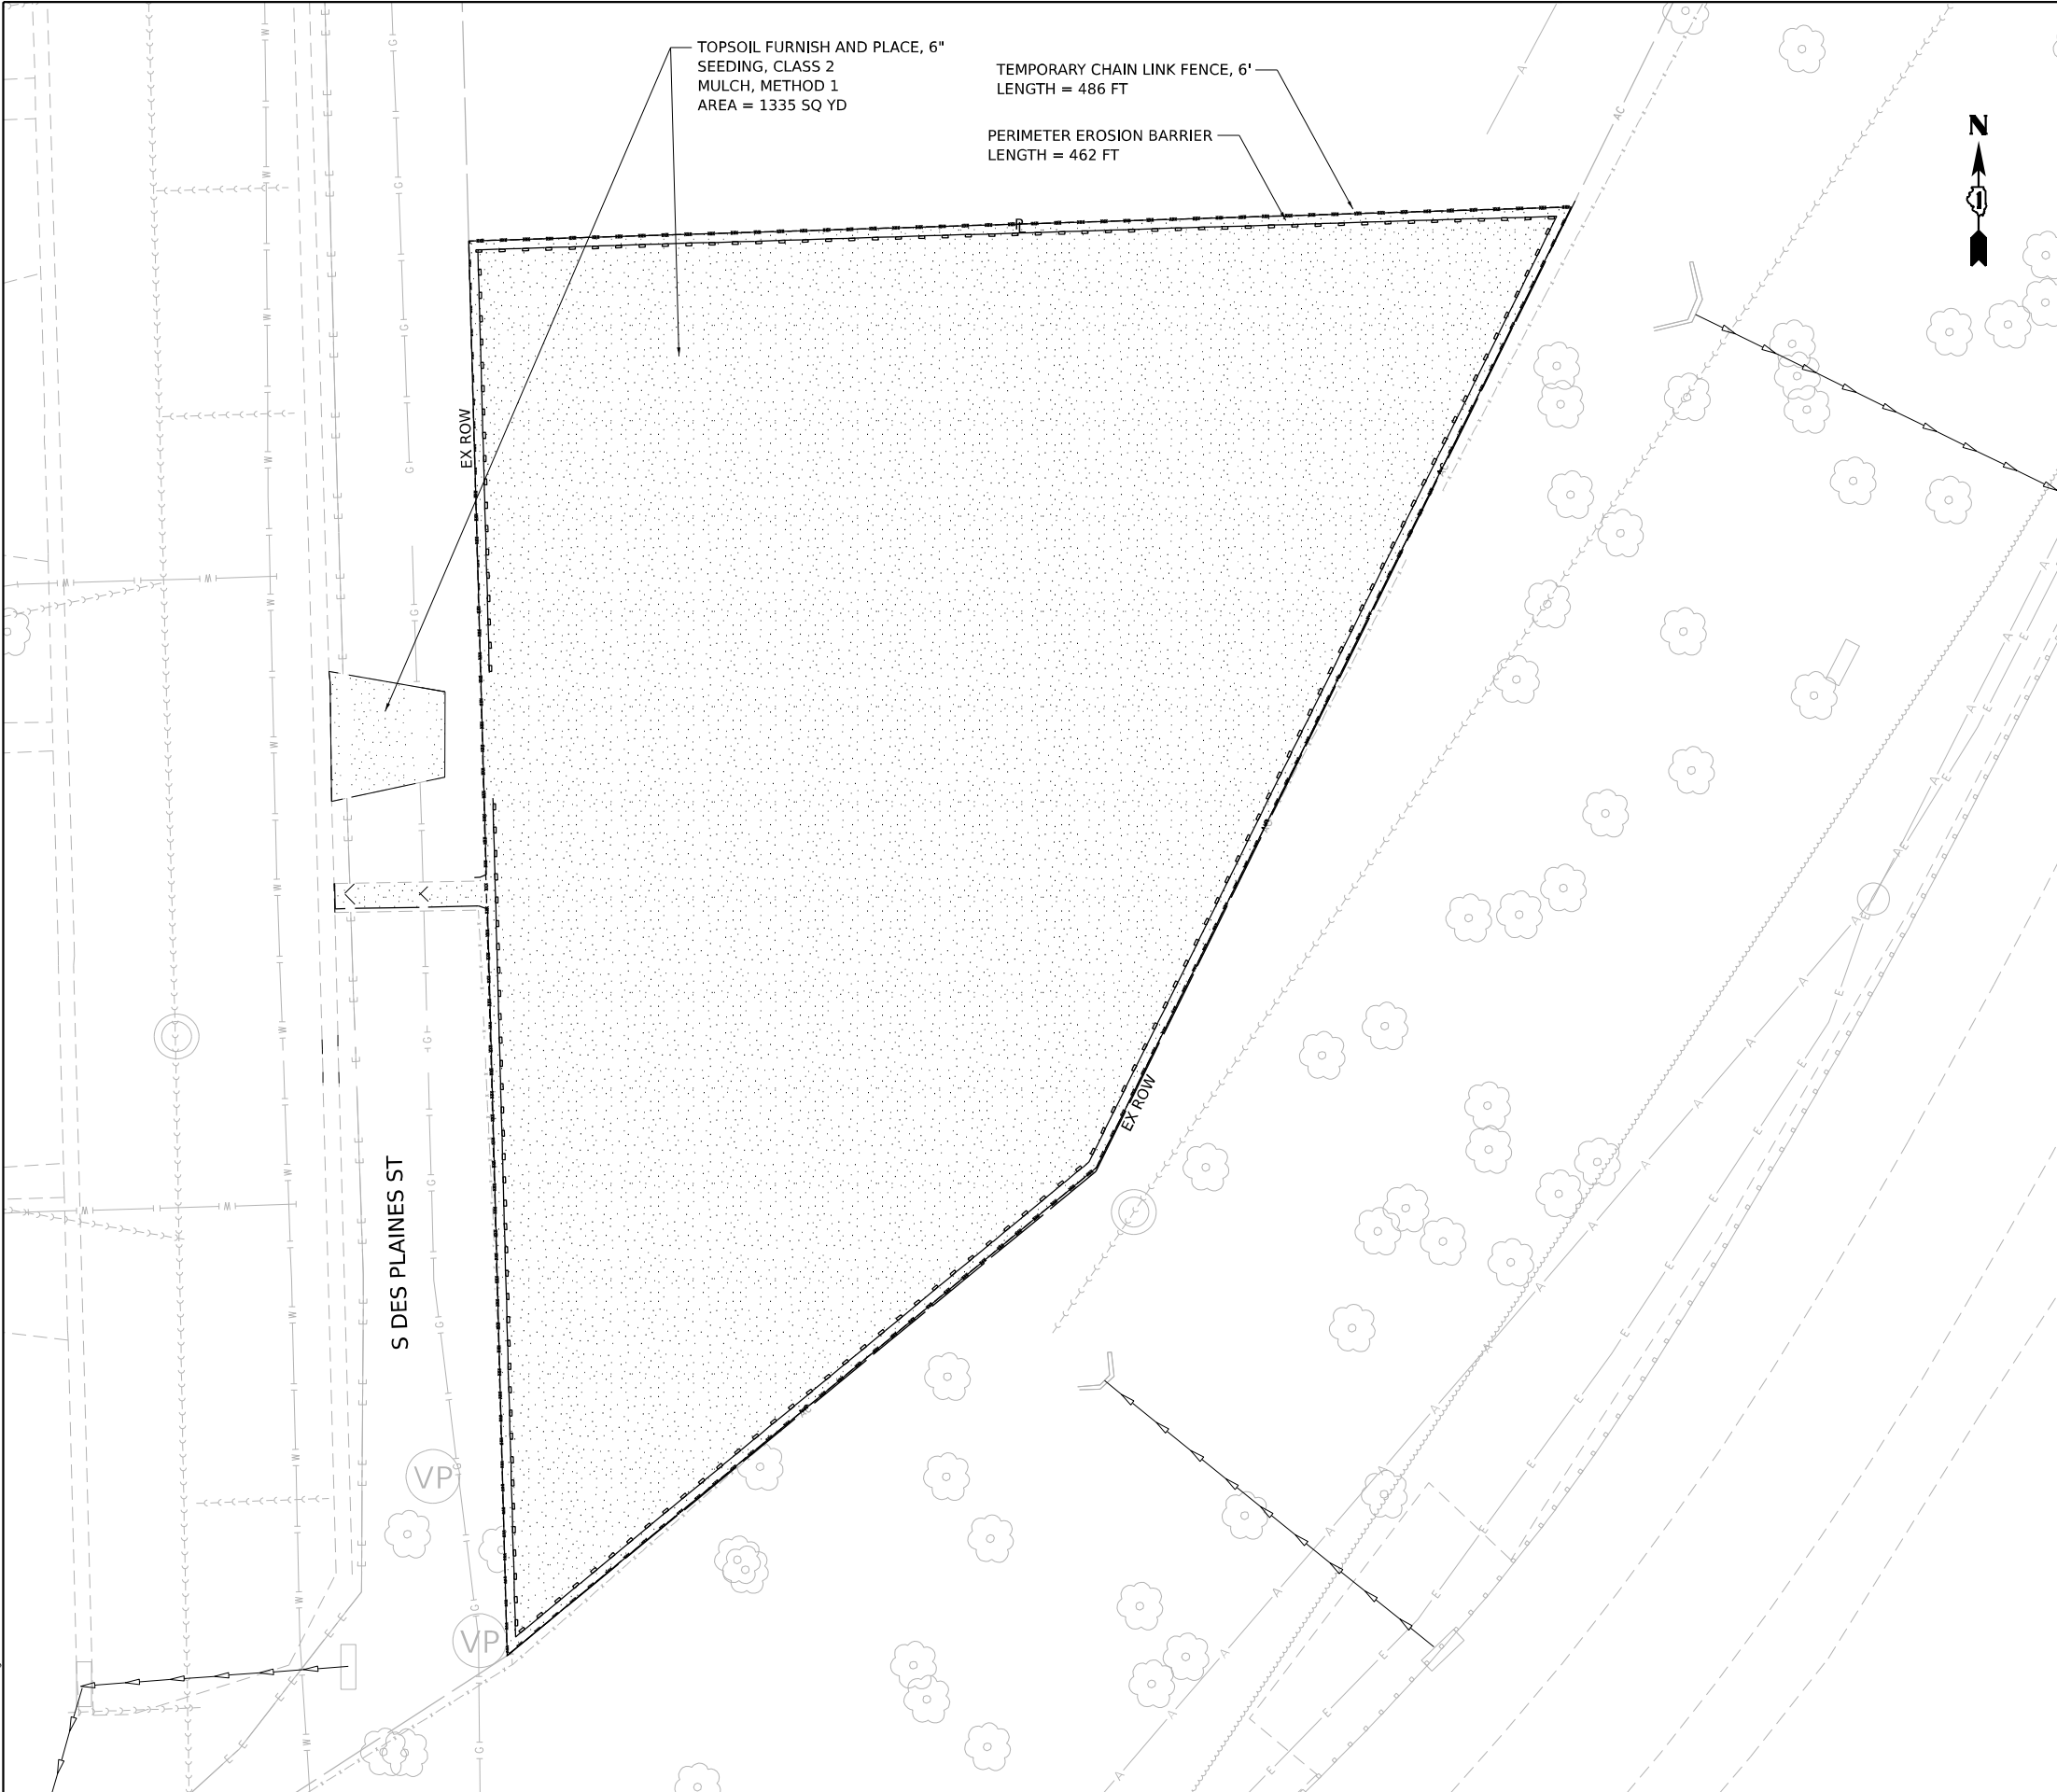 TOPSOIL FURNISH AND PLACE, 6"
SEEDING, CLASS 2
MULCH, METHOD 1
AREA = 1335 SQ YD
TEMPORARY CHAIN LINK FENCE, 6'
LENGTH = 486 FT
PERIMETER EROSION BARRIER
LENGTH = 462 FT
N
EX ROW
EX ROW
S DES PLAINES ST
VP
VP